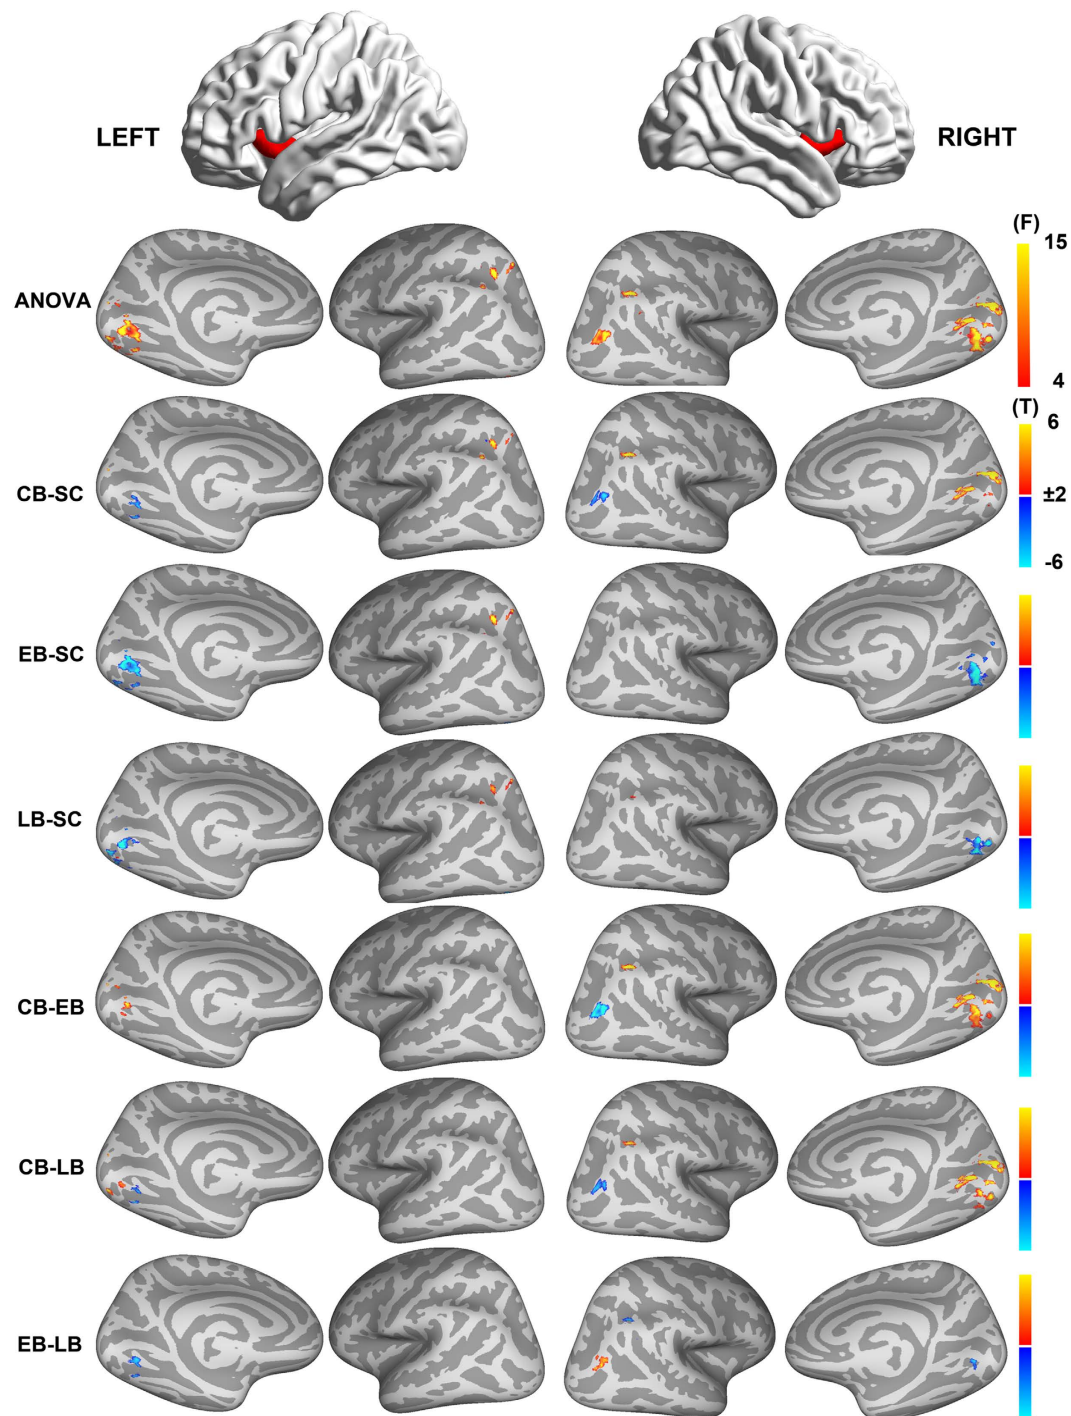 LEFT
RIGHT
(F)
15
ANOVA
4
(T)
6
CB-SC
±2
-6
EB-SC
LB-SC
CB-EB
CB-LB
EB-LB